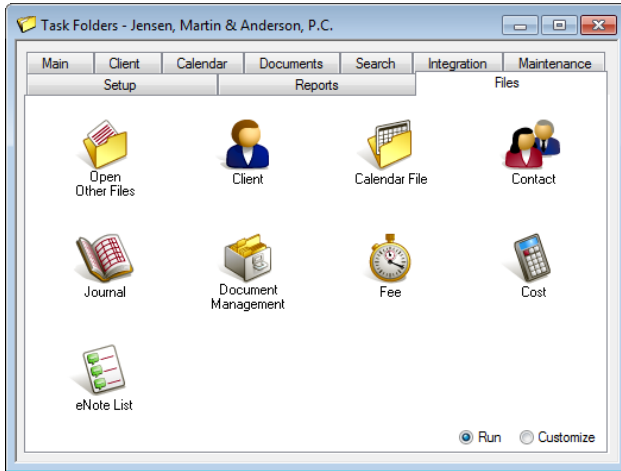 Task Folders - Jensen, Martin & Anderson, P.C.
Main Client Calendar Documents Search Integration Maintenance
Setup Reports Files
Open
Other Files
Client
Calendar File
Contact
Journal
Document
Management
Fee
Cost
eNote List
Run Customize